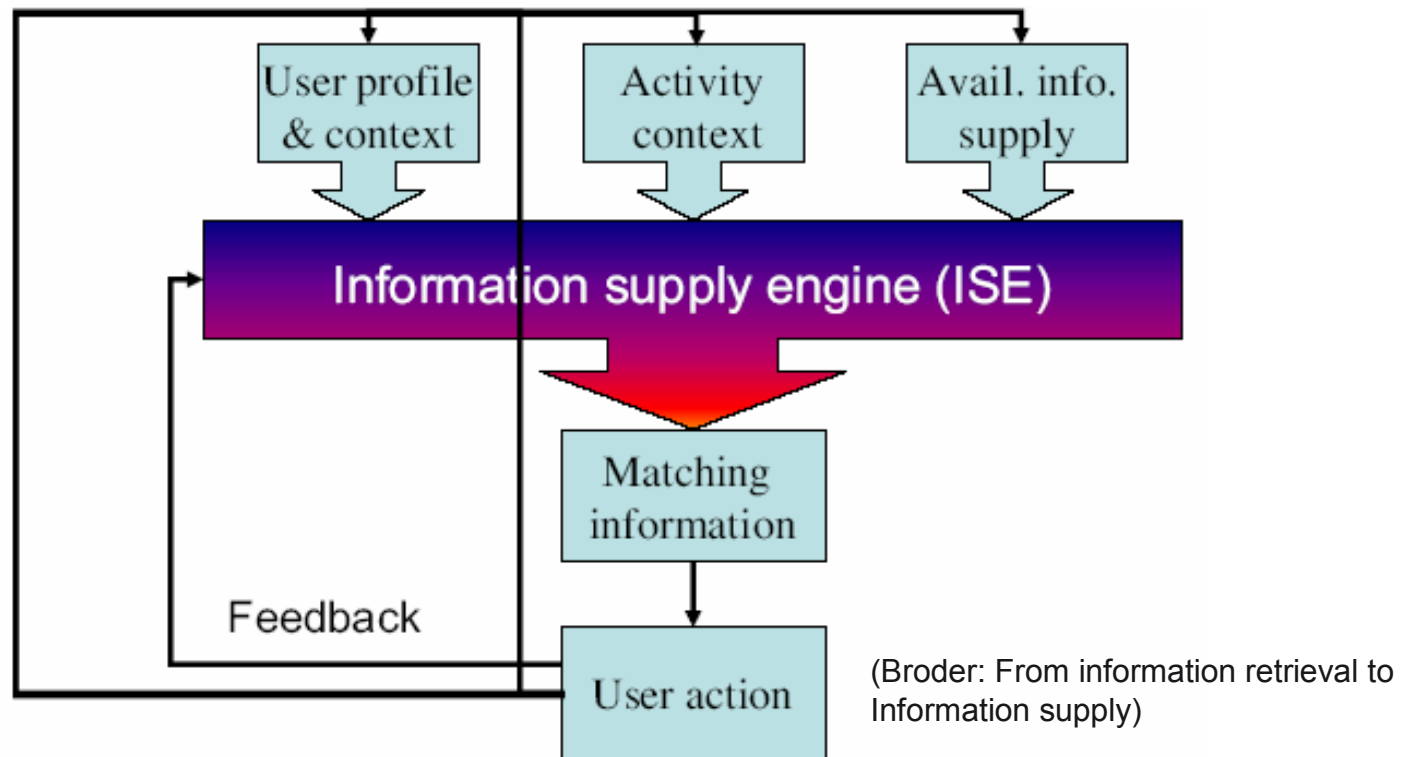 User profile
& context
Activity
context
Avail. info.
supply
Information supply engine (ISE)
Matching
information
Feedback
User action
(Broder: From information retrieval to
Information supply)